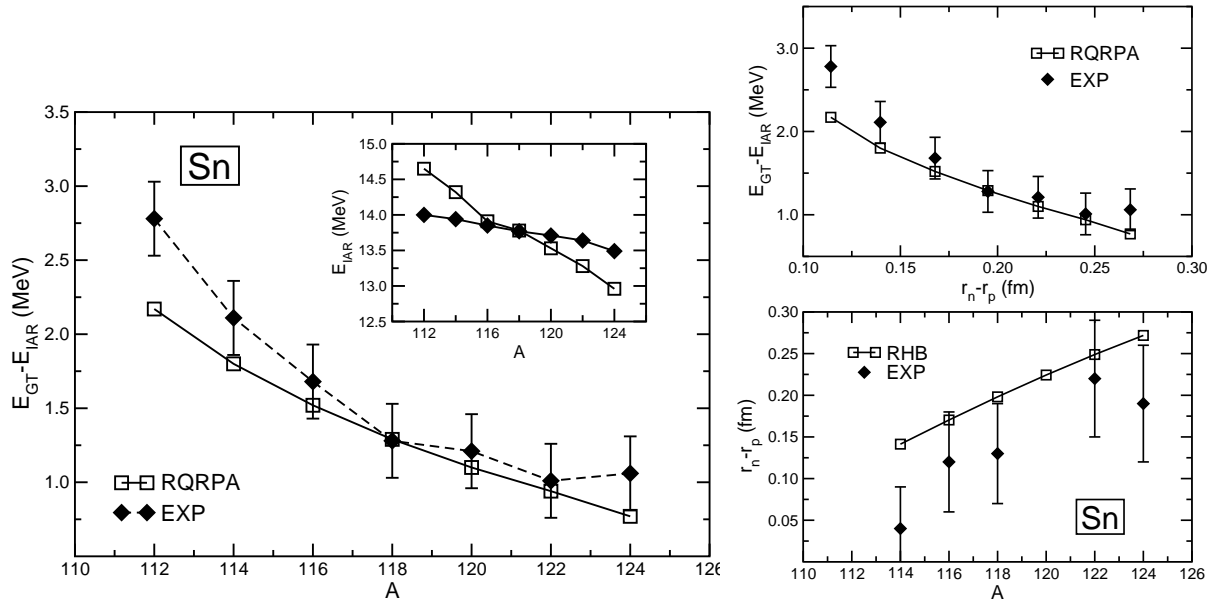 3.5
3.0
2.5
2.0
1.5
1.0
E_GT-E_IAR (MeV)
Sn
RQRPA
EXP
110 112 114 116 118 120 122 124 126
A
15.0
14.5
14.0
13.5
13.0
12.5
E_IAR (MeV)
112 114 116 118 120 122 124
A
3.0
2.0
1.0
E_GT-E_IAR (MeV)
RQRPA
EXP
0.10 0.15 0.20 0.25 0.30
r_n-r_p (fm)
0.30
0.25
0.20
0.15
0.10
0.05
r_n-r_p (fm)
RHB
EXP
Sn
110 112 114 116 118 120 122 124 126
A